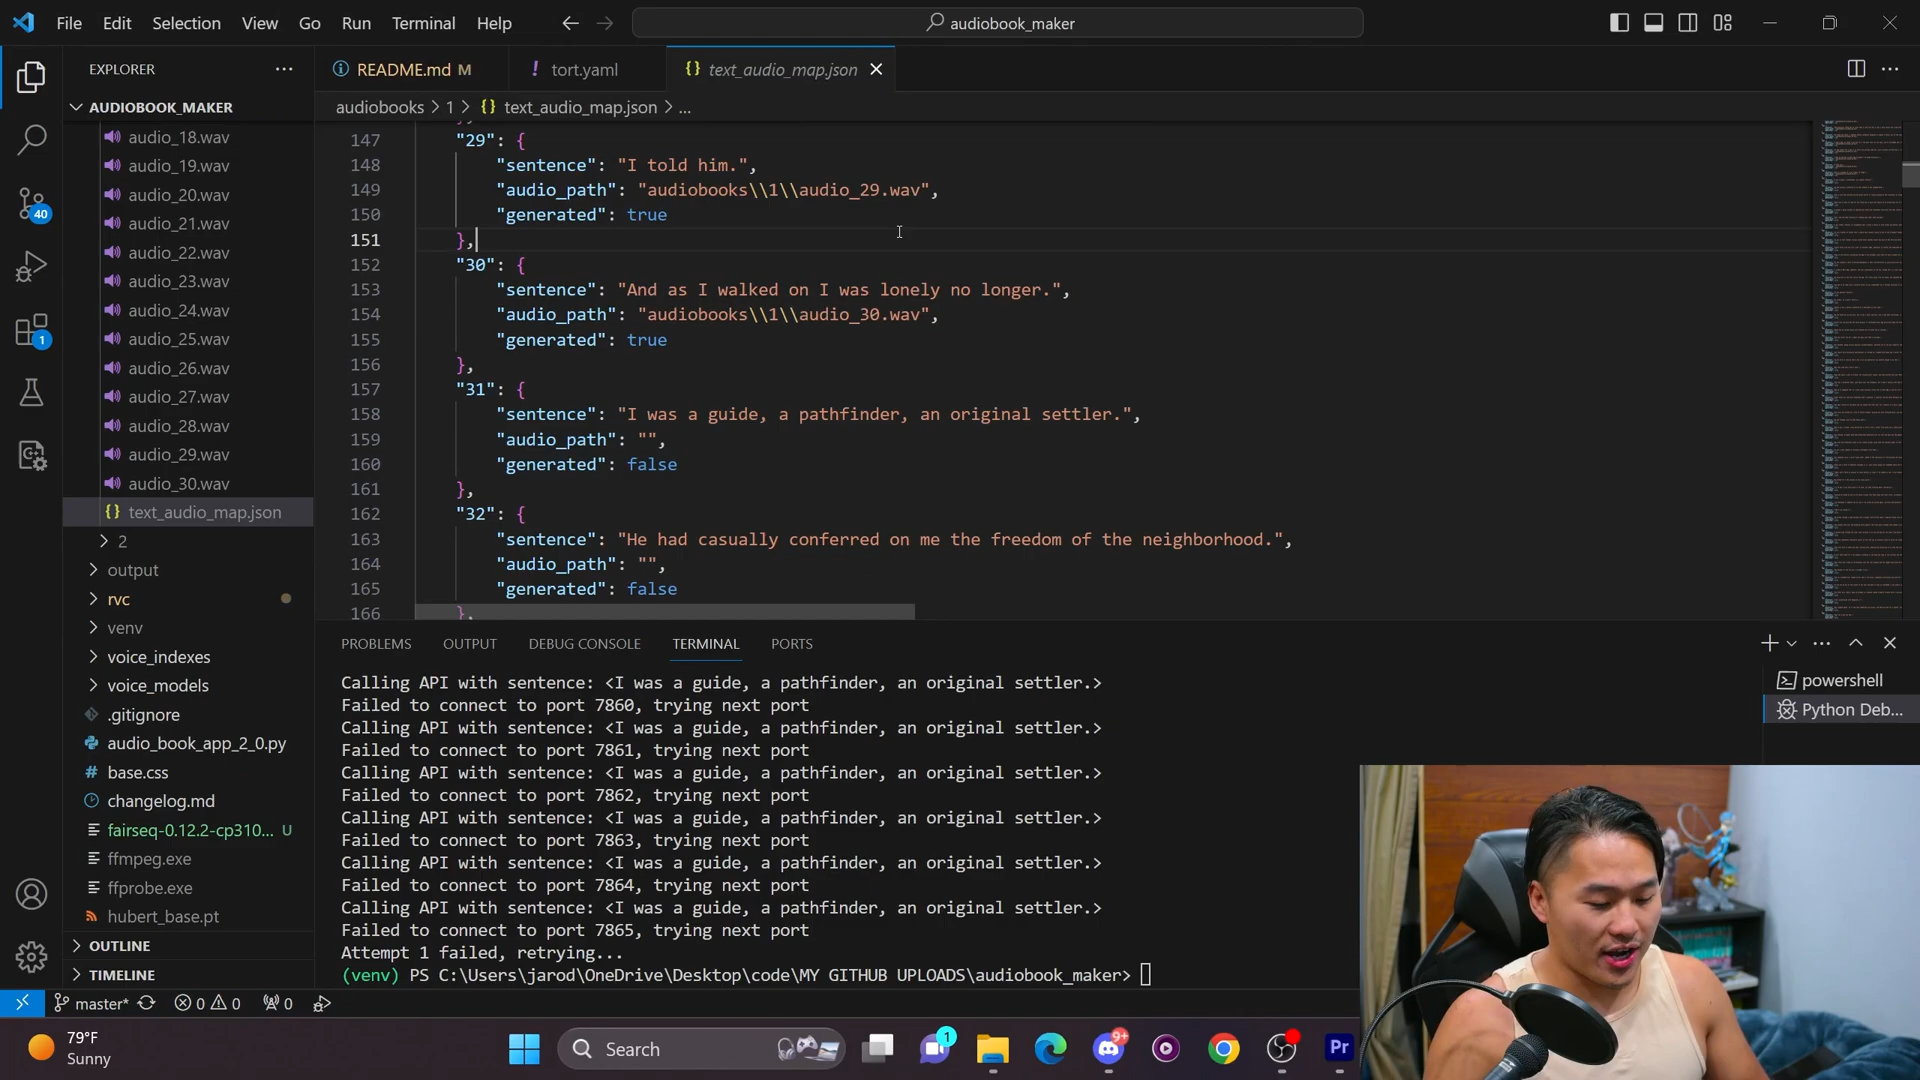 File Edit Selection View Go Run Terminal Help
audiobook_maker
EXPLORER
README.md M
tort.yaml
text_audio_map.json
AUDIOBOOK_MAKER
audiobooks > 1 > {} text_audio_map.json > ...
audio_18.wav
audio_19.wav
audio_20.wav
audio_21.wav
audio_22.wav
audio_23.wav
audio_24.wav
audio_25.wav
audio_26.wav
audio_27.wav
audio_28.wav
audio_29.wav
audio_30.wav
{} text_audio_map.json
2
output
rvc
venv
voice_indexes
voice_models
.gitignore
audio_book_app_2_0.py
base.css
changelog.md
fairseq-0.12.2-cp310... U
ffmpeg.exe
ffprobe.exe
hubert_base.pt
OUTLINE
TIMELINE
40
1
147 "29": {
148 "sentence": "I told him.",
149 "audio_path": "audiobooks\\1\\audio_29.wav",
150 "generated": true
151 },
152 "30": {
153 "sentence": "And as I walked on I was lonely no longer.",
154 "audio_path": "audiobooks\\1\\audio_30.wav",
155 "generated": true
156 },
157 "31": {
158 "sentence": "I was a guide, a pathfinder, an original settler.",
159 "audio_path": "",
160 "generated": false
161 },
162 "32": {
163 "sentence": "He had casually conferred on me the freedom of the neighborhood.",
164 "audio_path": "",
165 "generated": false
166 },
PROBLEMS OUTPUT DEBUG CONSOLE TERMINAL PORTS
powershell
Python Deb...
Calling API with sentence: <I was a guide, a pathfinder, an original settler.>
Failed to connect to port 7860, trying next port
Calling API with sentence: <I was a guide, a pathfinder, an original settler.>
Failed to connect to port 7861, trying next port
Calling API with sentence: <I was a guide, a pathfinder, an original settler.>
Failed to connect to port 7862, trying next port
Calling API with sentence: <I was a guide, a pathfinder, an original settler.>
Failed to connect to port 7863, trying next port
Calling API with sentence: <I was a guide, a pathfinder, an original settler.>
Failed to connect to port 7864, trying next port
Calling API with sentence: <I was a guide, a pathfinder, an original settler.>
Failed to connect to port 7865, trying next port
Attempt 1 failed, retrying...
(venv) PS C:\Users\jarod\OneDrive\Desktop\code\MY GITHUB UPLOADS\audiobook_maker>
master* 0 0 0
79°F
Sunny
Search
1
9+
Pr